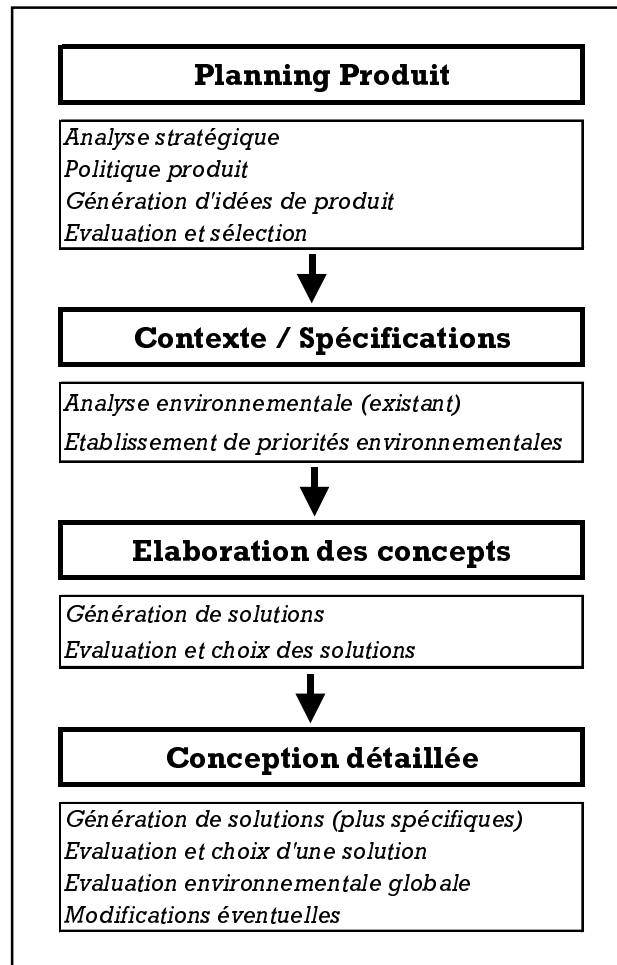 Planning Produit
Analyse stratégique
Politique produit
Génération d'idées de produit
Evaluation et sélection
Contexte / Spécifications
Analyse environnementale (existant)
Etablissement de priorités environnementales
Elaboration des concepts
Génération de solutions
Evaluation et choix des solutions
Conception détaillée
Génération de solutions (plus spécifiques)
Evaluation et choix d'une solution
Evaluation environnementale globale
Modifications éventuelles